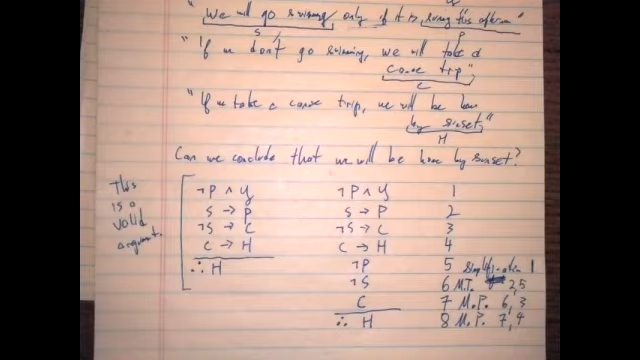 "We will go swimming only if it is sunny this afternoon"
S P
"If we don't go swimming, we will take a
canoe trip"
C
"If we take a canoe trip, we will be home
by sunset"
H
Can we conclude that we will be home by sunset?
This is a valid argument.
¬P ∧ Y ¬P ∧ Y 1
S → P S → P 2
¬S → C ¬S → C 3
C → H C → H 4
∴ H ¬P 5 Simplification 1
¬S 6 M.T. 2,5
C 7 M.P. 6,3
∴ H 8 M.P. 7,4